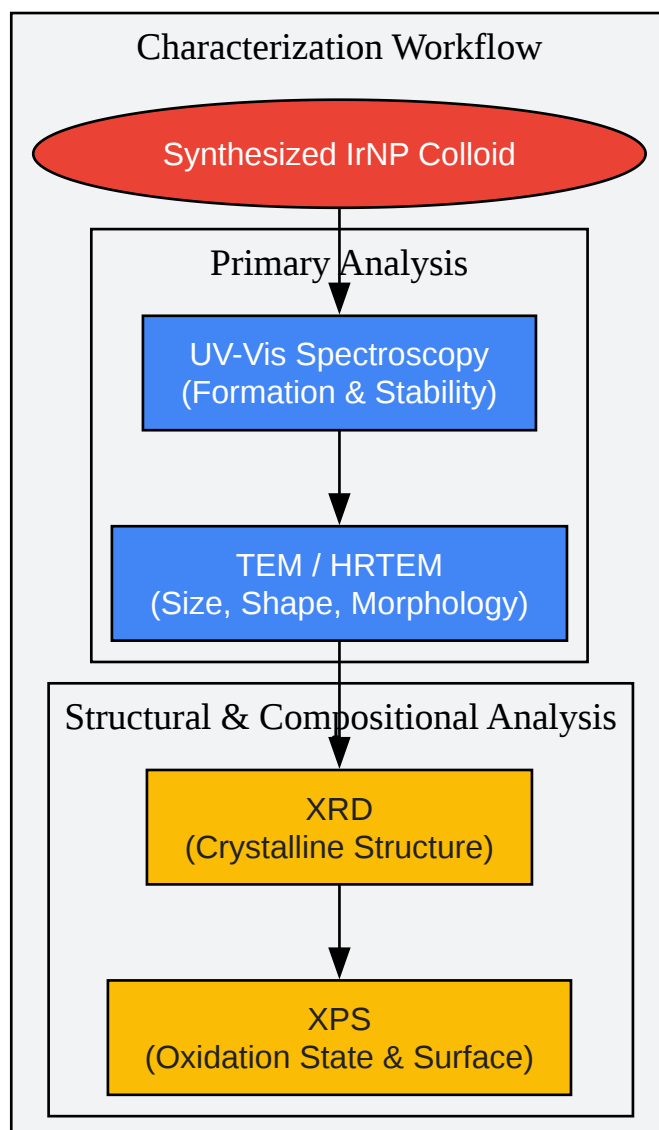 Characterization Workflow
Synthesized IrNP Colloid
Primary Analysis
UV-Vis Spectroscopy
(Formation & Stability)
TEM / HRTEM
(Size, Shape, Morphology)
Structural & Compositional Analysis
XRD
(Crystalline Structure)
XPS
(Oxidation State & Surface)